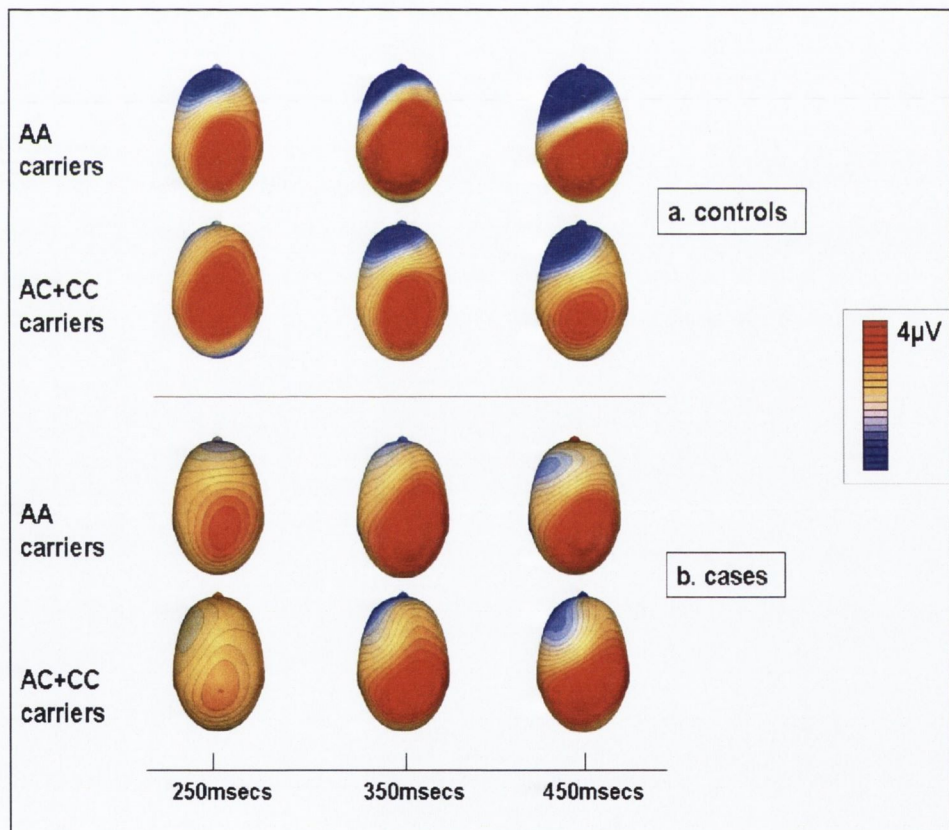 AA
carriers
a. controls
AC+CC
carriers
4µV
AA
carriers
b. cases
AC+CC
carriers
250msecs 350msecs 450msecs